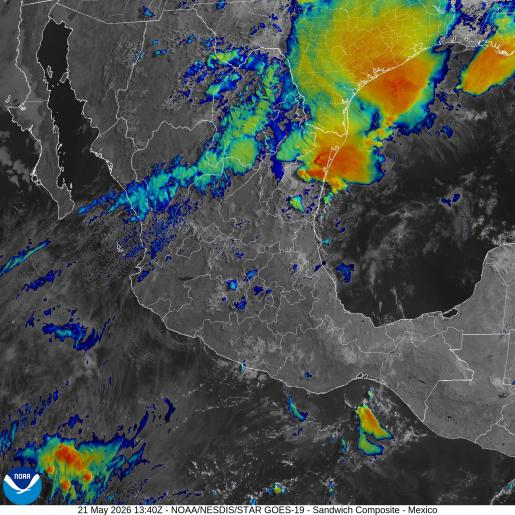 NOAA
21 May 2026 13:40Z - NOAA/NESDIS/STAR GOES-19 - Sandwich Composite - Mexico